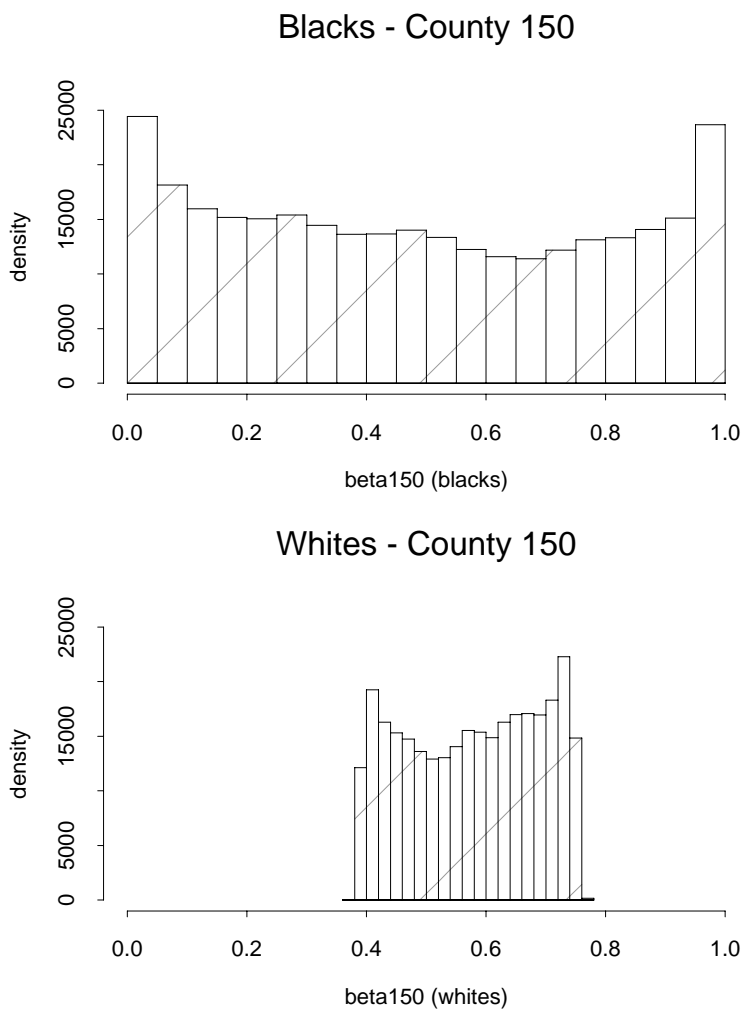 Blacks - County 150
density
25000
15000
5000
0
0.0 0.2 0.4 0.6 0.8 1.0
beta150 (blacks)
Whites - County 150
density
25000
15000
5000
0
0.0 0.2 0.4 0.6 0.8 1.0
beta150 (whites)